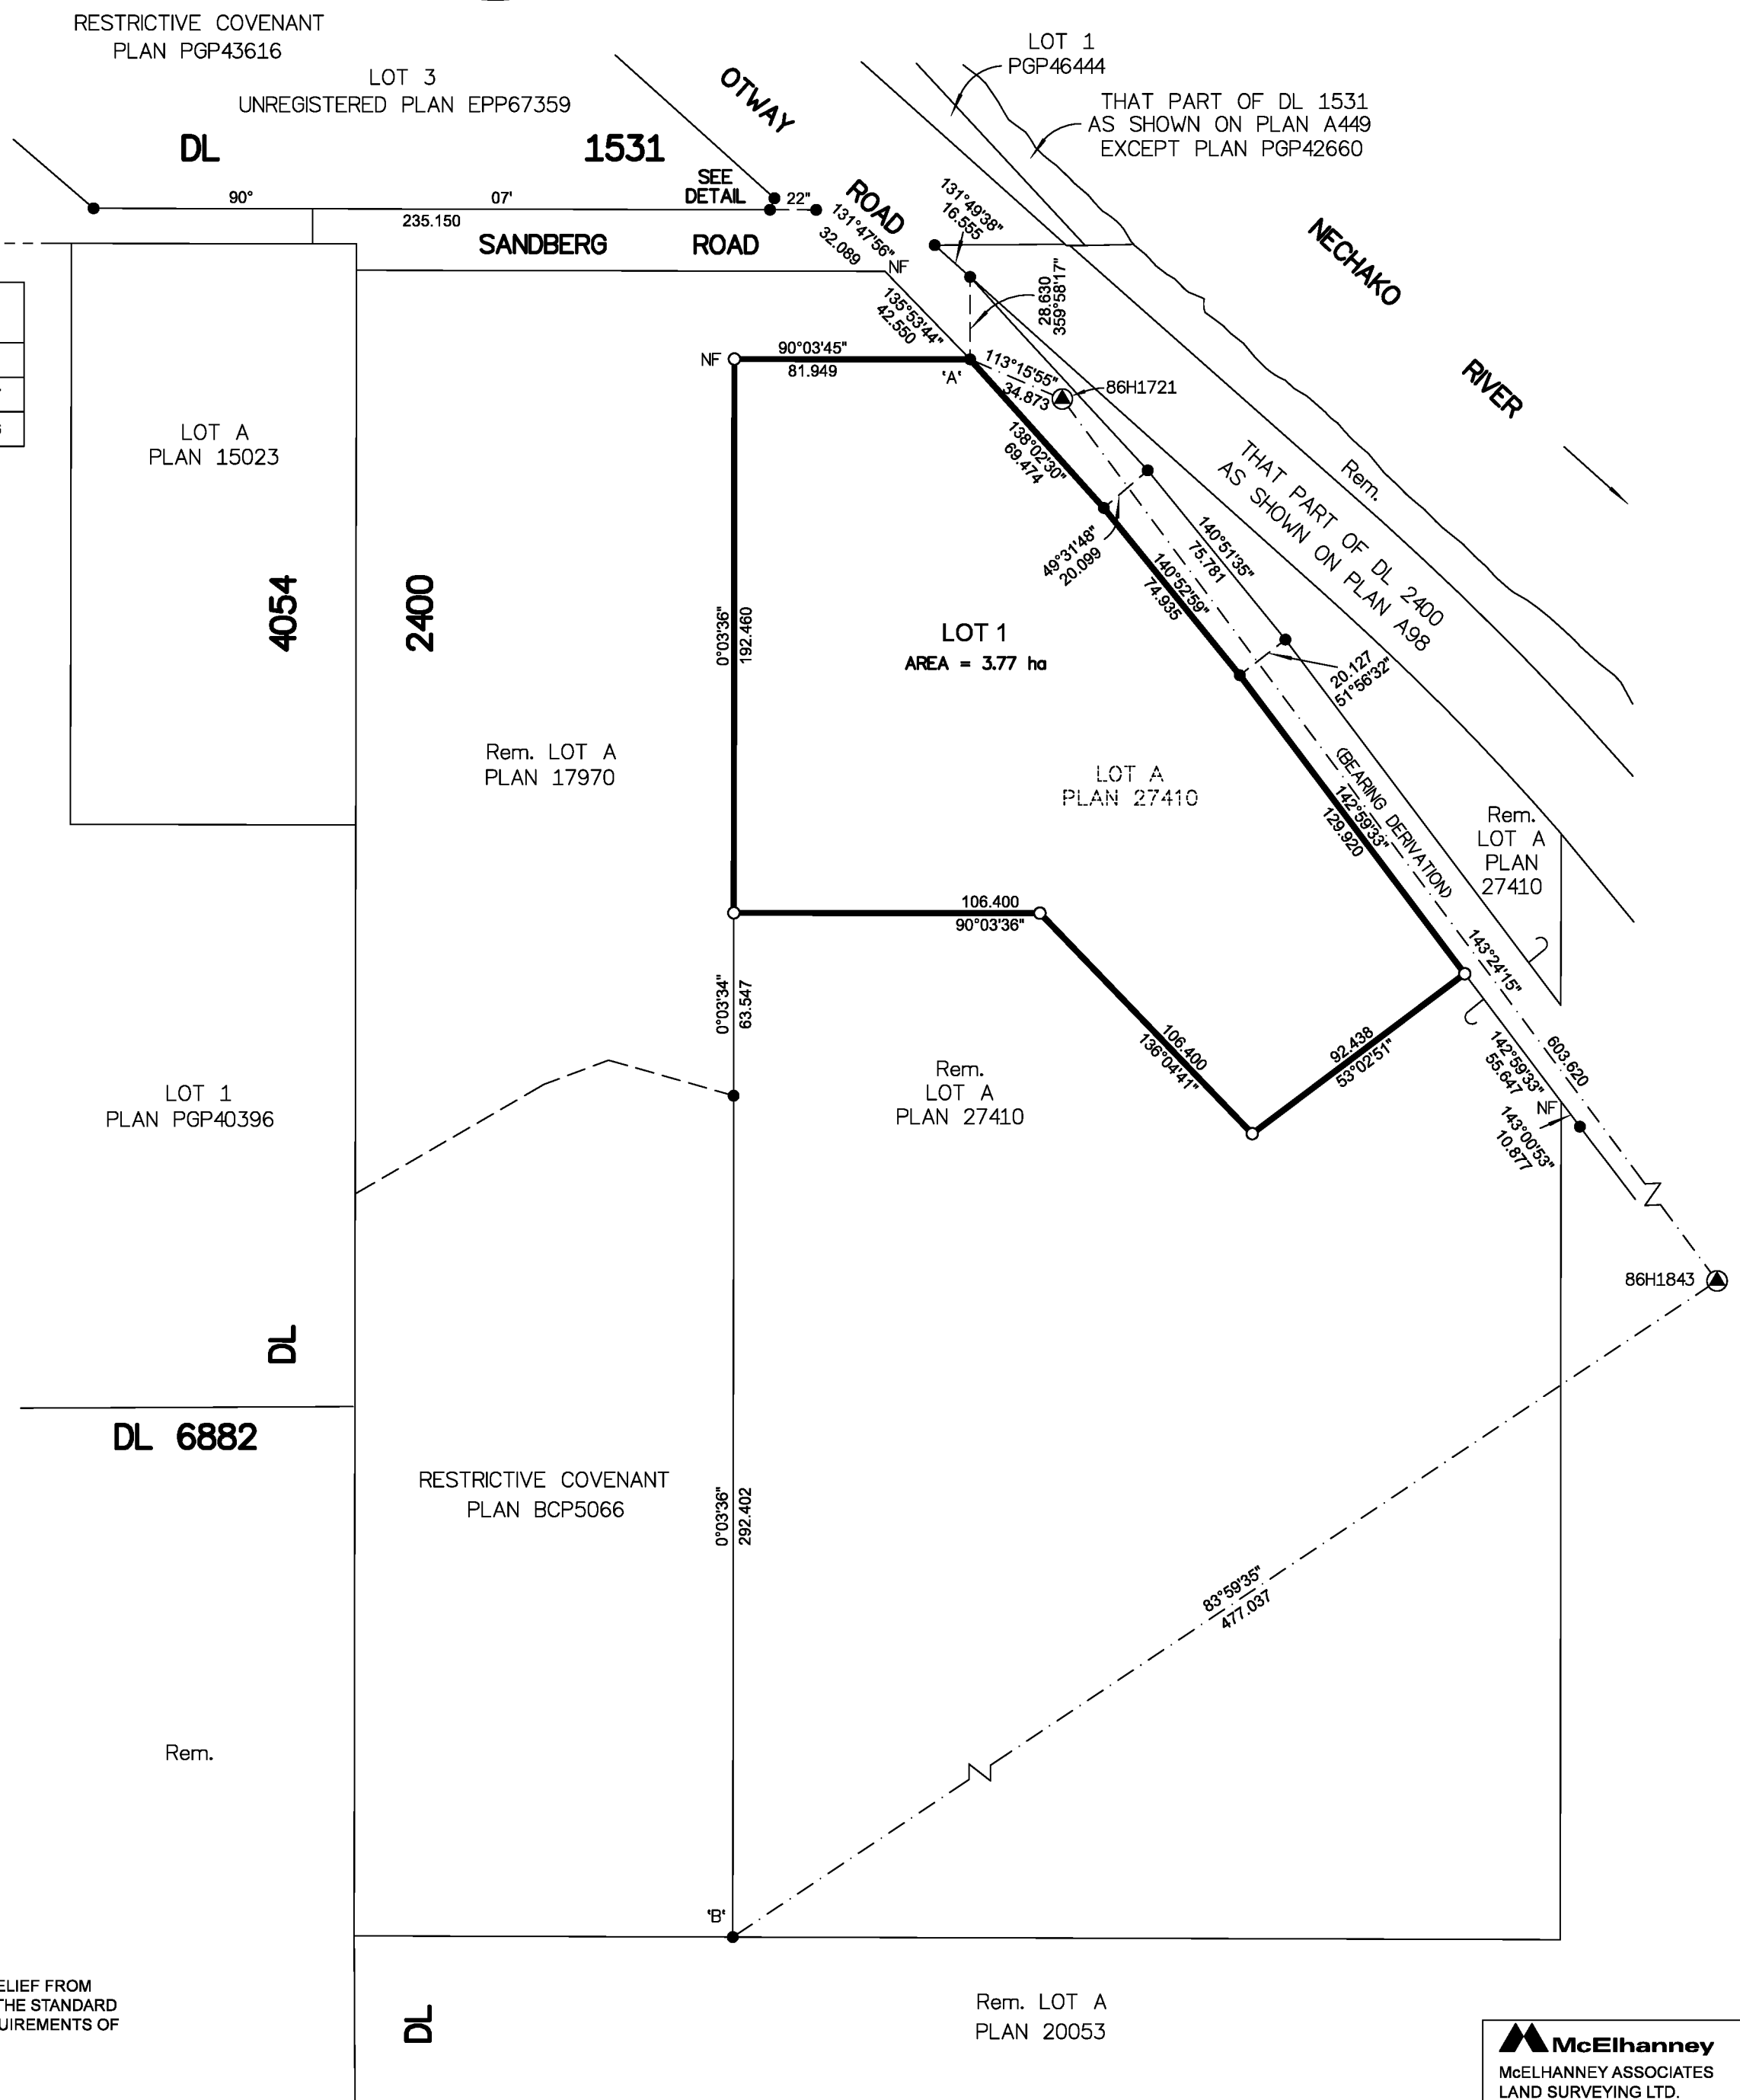 RESTRICTIVE COVENANT
PLAN PGP43616
LOT 3
UNREGISTERED PLAN EPP67359
DL
1531
OTWAY
ROAD
LOT 1
PGP46444
THAT PART OF DL 1531
AS SHOWN ON PLAN A449
EXCEPT PLAN PGP42660
NECHAKO
RIVER
SEE
DETAIL
90°
07'
22"
235.150
SANDBERG
ROAD
131°47'56"
32.089
NF
131°49'38"
16.555
28.630
359°58'17"
135°53'44"
42.550
NF
90°03'45"
81.949
'A'
113°15'55"
34.873
86H1721
138°02'30"
69.474
LOT A
PLAN 15023
4054
2400
0°03'36"
192.460
LOT 1
AREA = 3.77 ha
49°31'48"
20.099
140°51'35"
75.781
140°52'59"
74.935
20.127
51°56'32"
Rem.
THAT PART OF DL 2400
AS SHOWN ON PLAN A98
Rem. LOT A
PLAN 17970
LOT A
PLAN 27410
(BEARING DERIVATION)
142°59'33"
129.920
Rem.
LOT A
PLAN
27410
106.400
90°03'36"
143°24'15"
603.620
0°03'34"
63.547
106.400
136°04'41"
92.438
53°02'51"
142°59'33"
55.647
NF
143°00'53"
10.877
LOT 1
PLAN PGP40396
Rem.
LOT A
PLAN 27410
86H1843
DL
DL 6882
RESTRICTIVE COVENANT
PLAN BCP5066
0°03'36"
292.402
83°59'35"
477.037
Rem.
'B'
ELIEF FROM
THE STANDARD
UIREMENTS OF
DL
Rem. LOT A
PLAN 20053
McElhanney
McELHANNEY ASSOCIATES
LAND SURVEYING LTD.